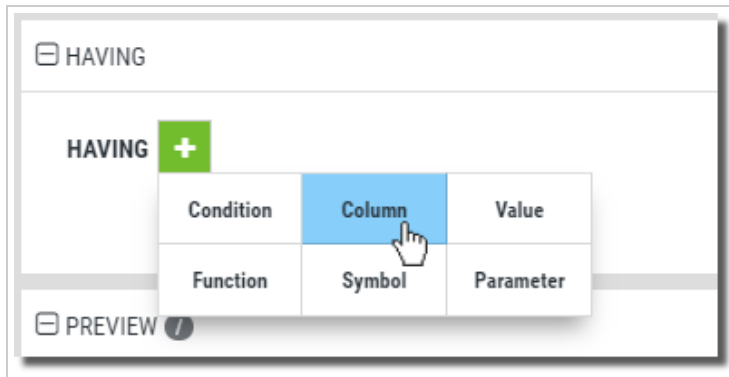 HAVING
HAVING +
Condition Column Value
Function Symbol Parameter
PREVIEW i